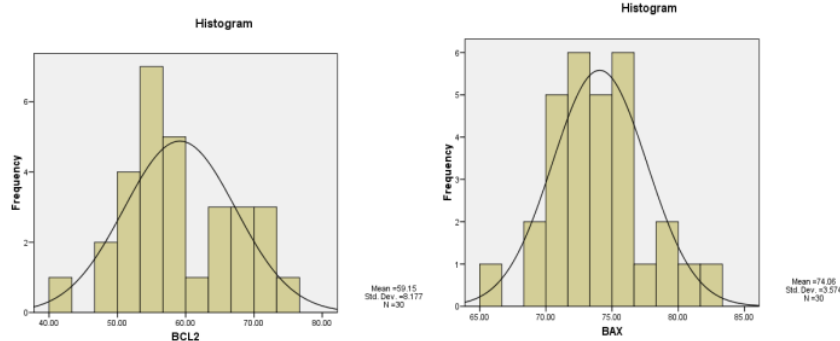 Histogram
Frequency
6
4
2
0
40.00 50.00 60.00 70.00 80.00
BCL2
Mean =59.15
Std. Dev. =8.177
N =30
Histogram
Frequency
6
5
4
3
2
1
0
65.00 70.00 75.00 80.00 85.00
BAX
Mean =74.06
Std. Dev. =3.574
N =30